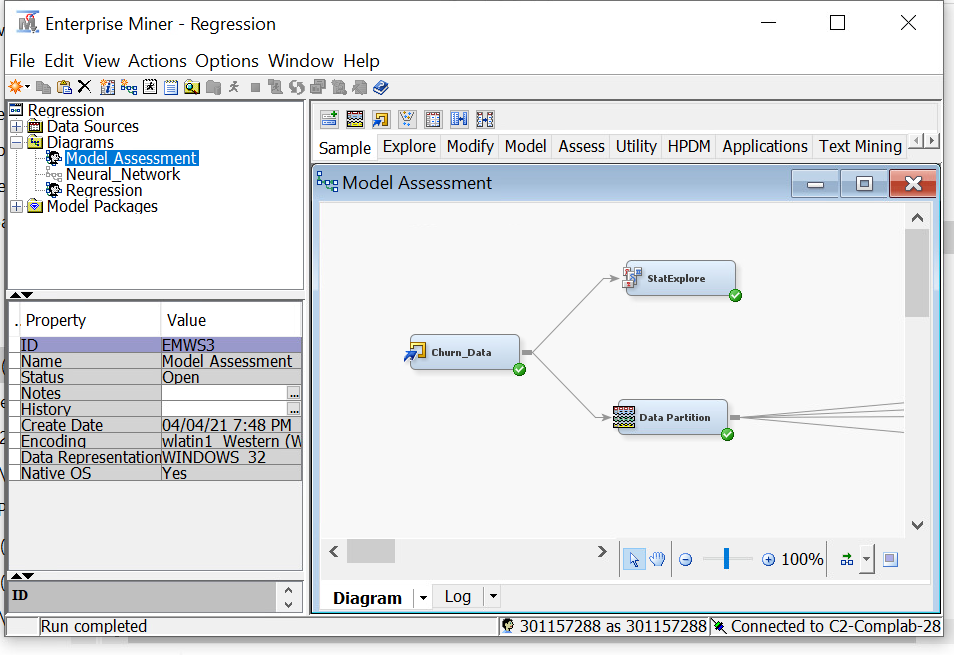 Enterprise Miner - Regression
File Edit View Actions Options Window Help
Regression
Data Sources
Diagrams
Model Assessment
Neural_Network
Regression
Model Packages
Sample Explore Modify Model Assess Utility HPDM Applications Text Mining
Model Assessment
StatExplore
Churn_Data
Data Partition
.. Property Value
ID EMWS3
Name Model Assessment
Status Open
Notes ...
History ...
Create Date 04/04/21 7:48 PM
Encoding wlatin1 Western (W
Data Representation WINDOWS_32
Native OS Yes
100%
ID
Diagram Log
Run completed 301157288 as 301157288 Connected to C2-Complab-28